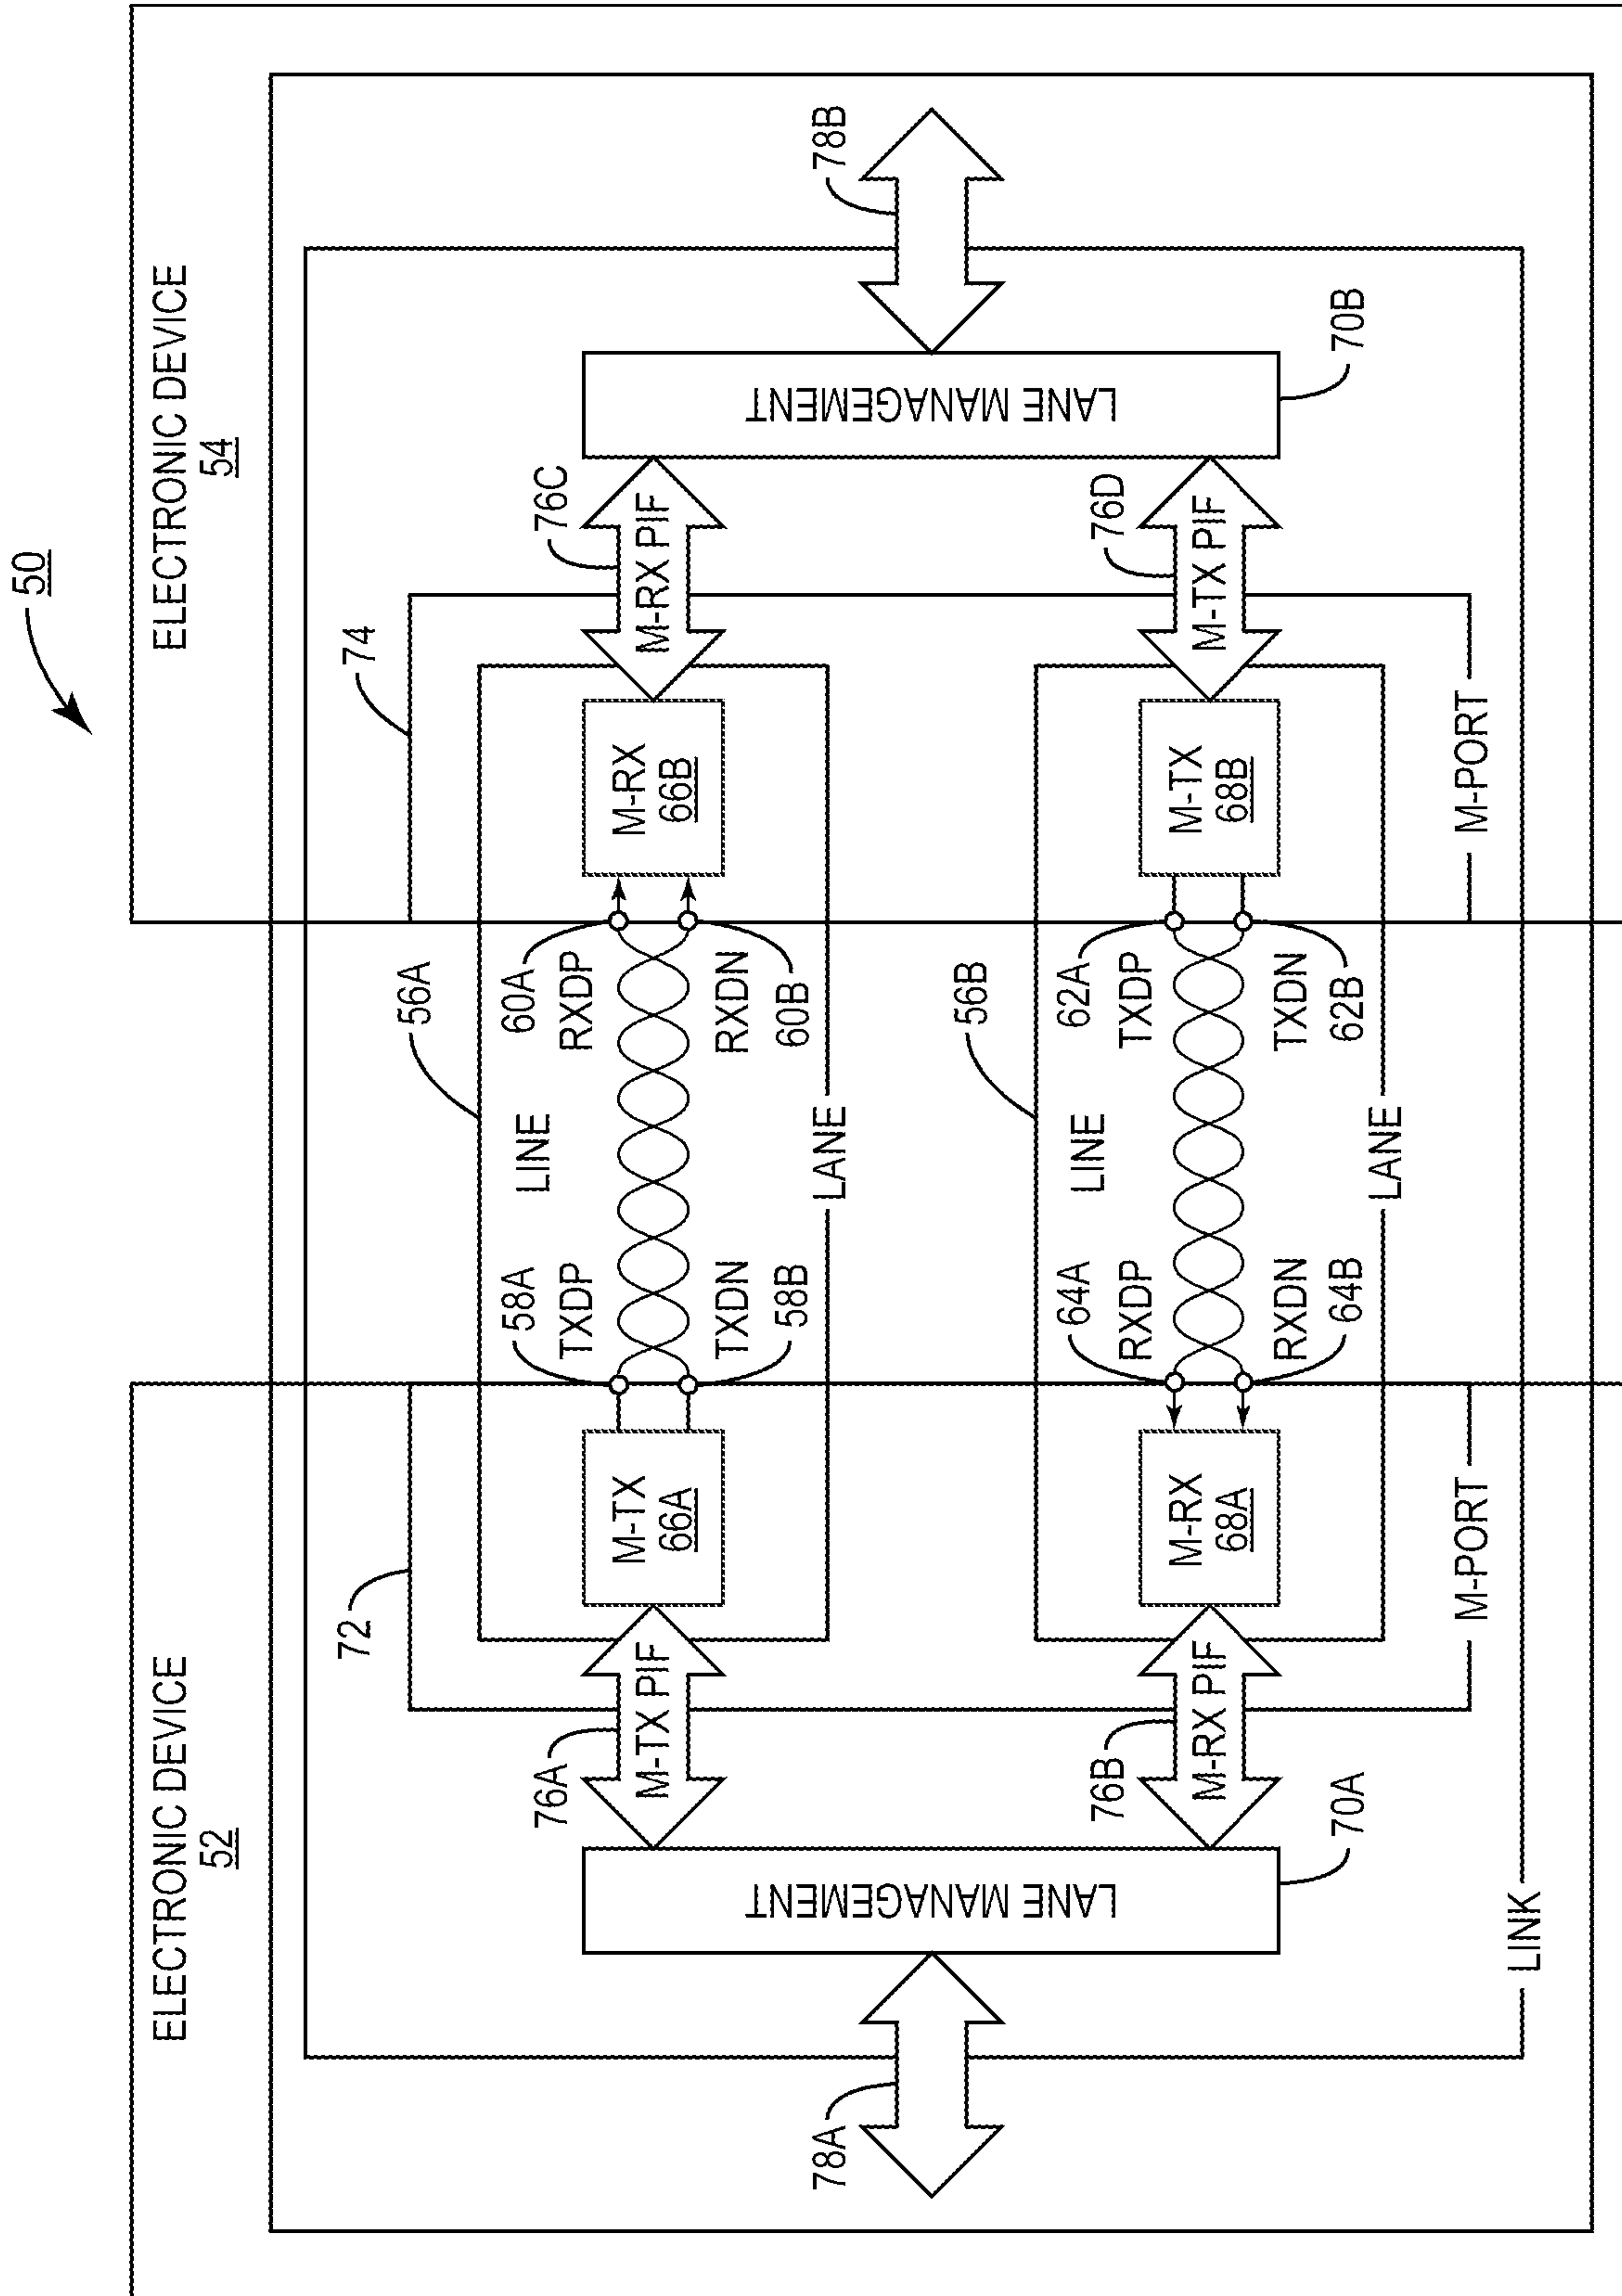 50
ELECTRONIC DEVICE
52
ELECTRONIC DEVICE
54
72
56A
74
76A
58A
60A
76C
LINE
TXDP
RXDP
M-TX PIF
M-TX
66A
M-RX
66B
M-RX PIF
TXDN
RXDN
58B
60B
LANE
78A
78B
LANE MANAGEMENT
LANE MANAGEMENT
56B
76B
64A
62A
76D
LINE
RXDP
TXDP
M-RX PIF
M-RX
68A
M-TX
68B
M-TX PIF
RXDN
TXDN
64B
62B
70A
70B
LANE
M-PORT
M-PORT
LINK